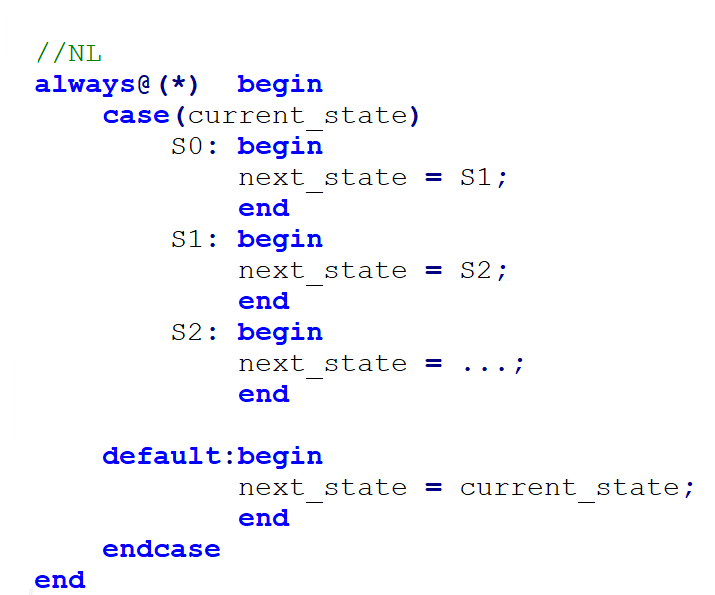 //NL
always@(*)  begin
    case(current_state)
        S0: begin
            next_state = S1;
            end
        S1: begin
            next_state = S2;
            end
        S2: begin
            next_state = ...;
            end

    default:begin
            next_state = current_state;
            end
    endcase
end